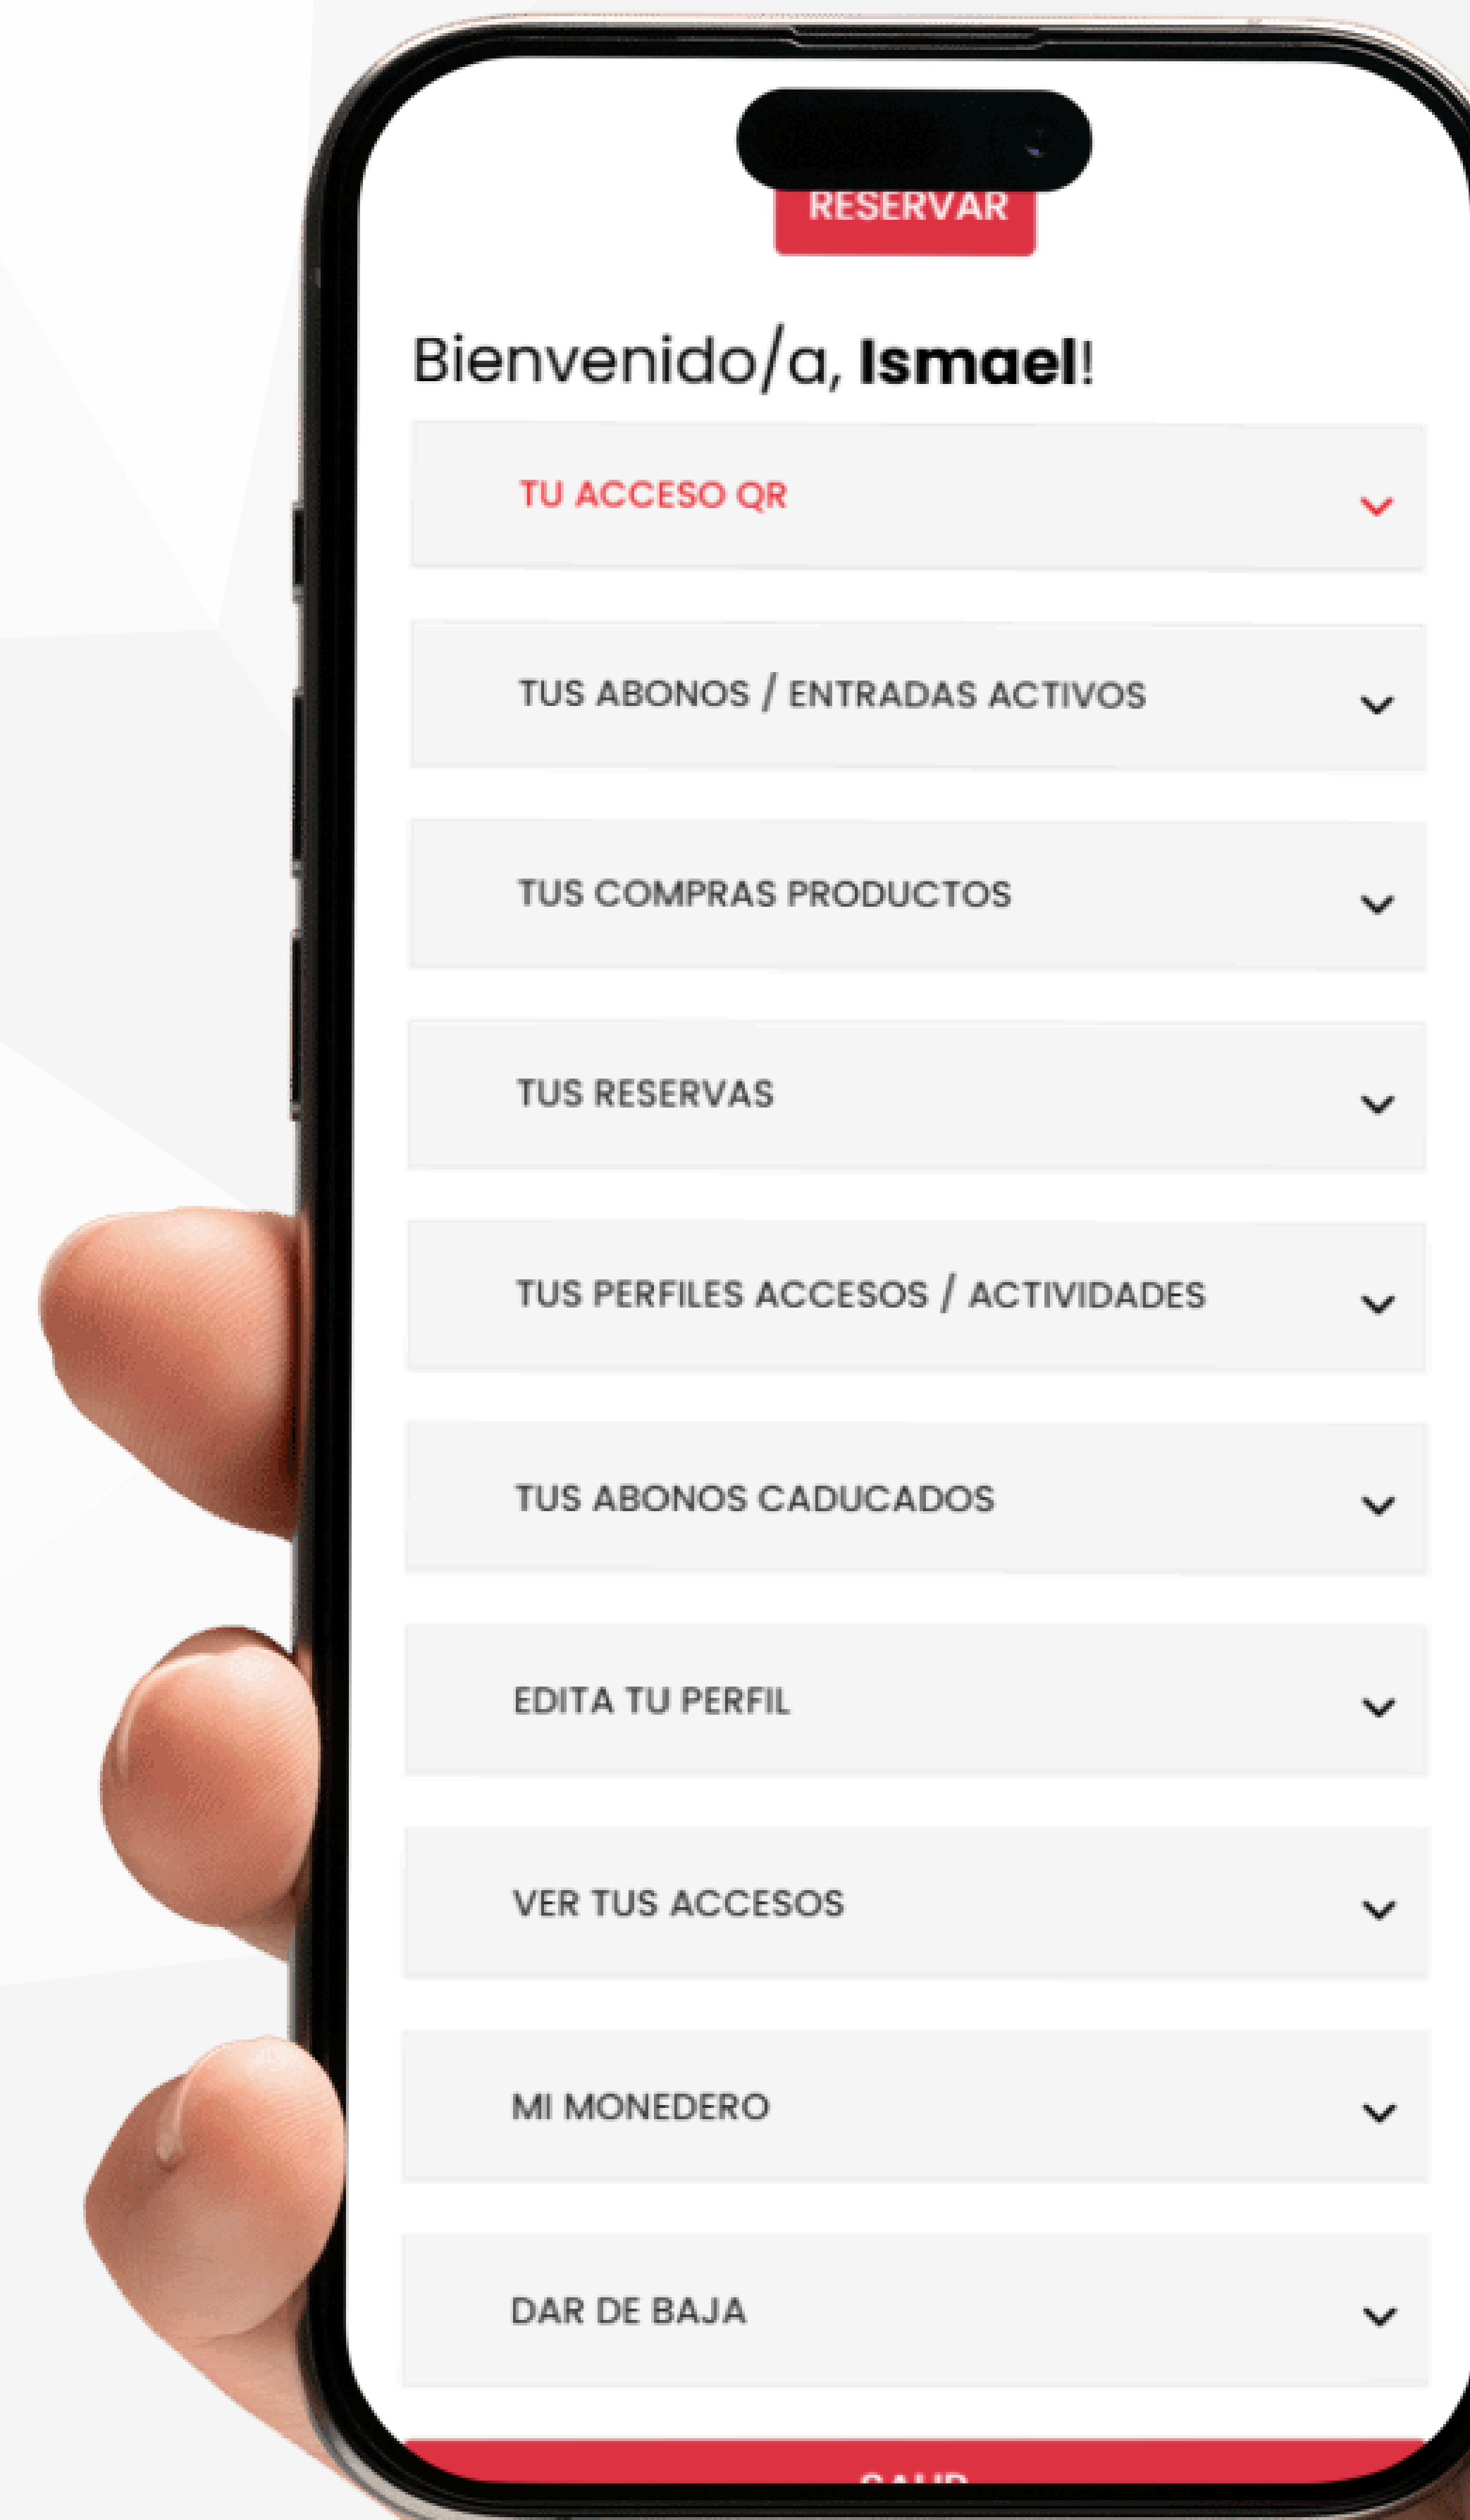 RESERVAR
Bienvenido/a, Ismael!
TU ACCESO QR
TUS ABONOS / ENTRADAS ACTIVOS
TUS COMPRAS PRODUCTOS
TUS RESERVAS
TUS PERFILES ACCESOS / ACTIVIDADES
TUS ABONOS CADUCADOS
EDITA TU PERFIL
VER TUS ACCESOS
MI MONEDERO
DAR DE BAJA
SALIR